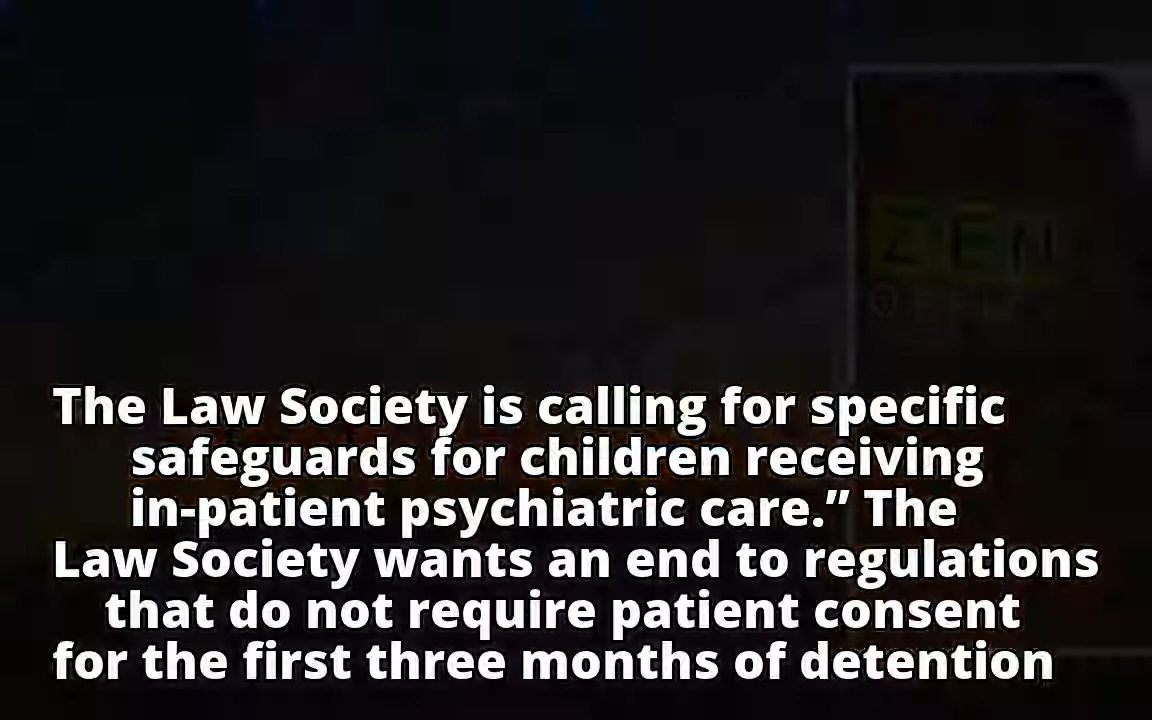 ZEN
The Law Society is calling for specific
safeguards for children receiving
in-patient psychiatric care.” The
Law Society wants an end to regulations
that do not require patient consent
for the first three months of detention